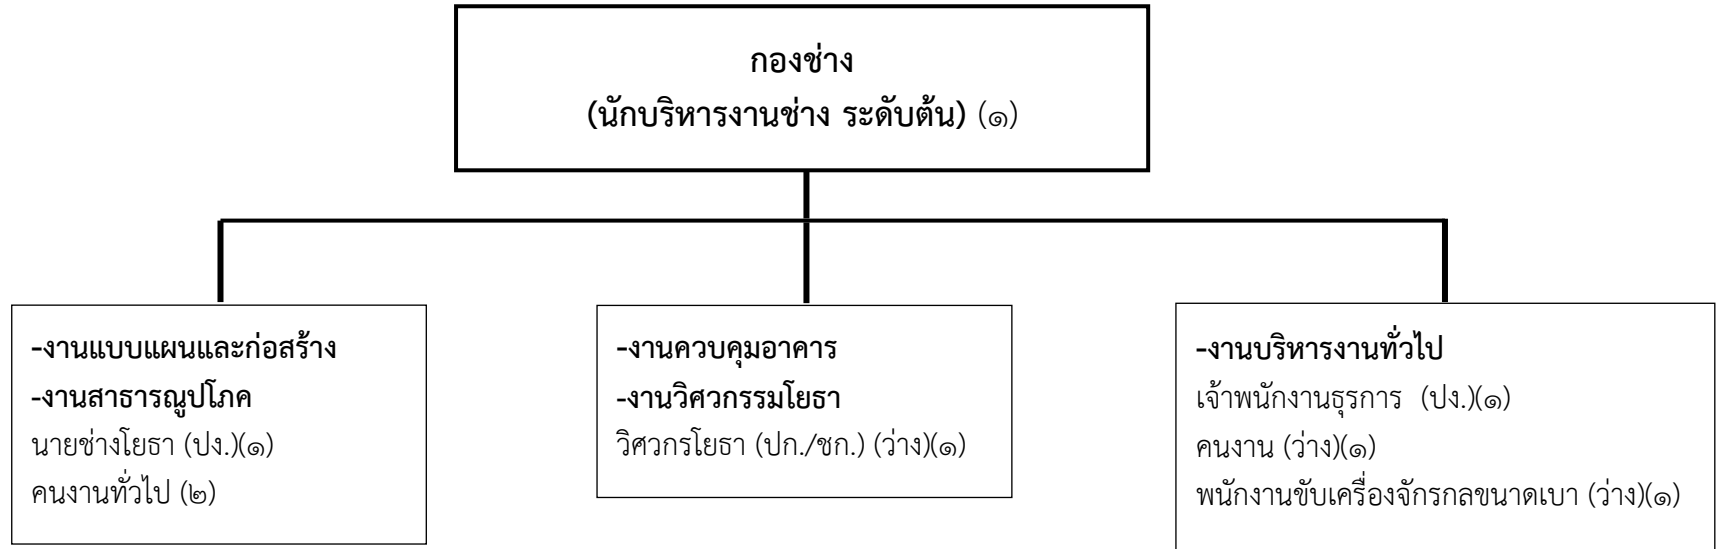 กองช่าง
(นักบริหารงานช่าง ระดับต้น) (๑)
-งานแบบแผนและก่อสร้าง
-งานสาธารณูปโภค
นายช่างโยธา (ปง.)(๑)
คนงานทั่วไป (๒)
-งานควบคุมอาคาร
-งานวิศวกรรมโยธา
วิศวกรโยธา (ปก./ชก.) (ว่าง)(๑)
-งานบริหารงานทั่วไป
เจ้าพนักงานธุรการ (ปง.)(๑)
คนงาน (ว่าง)(๑)
พนักงานขับเครื่องจักรกลขนาดเบา (ว่าง)(๑)